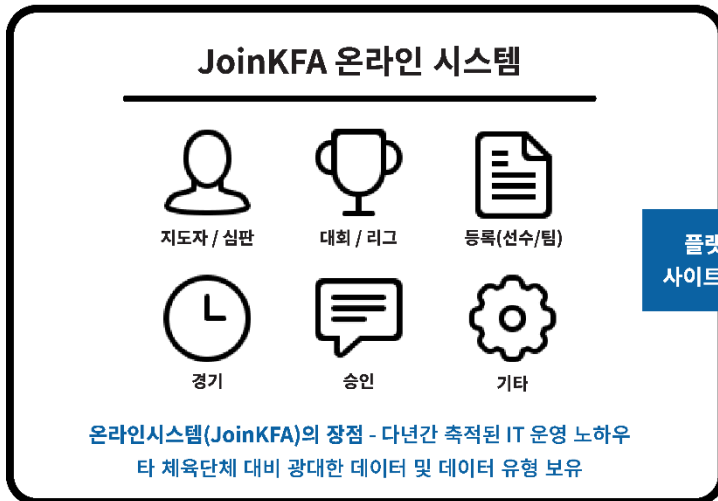 JoinKFA 온라인 시스템
지도자 / 심판
대회 / 리그
등록(선수/팀)
플랫
사이트
경기
승인
기타
온라인시스템(JoinKFA)의 장점 - 다년간 축적된 IT 운영 노하우
타 체육단체 대비 광대한 데이터 및 데이터 유형 보유